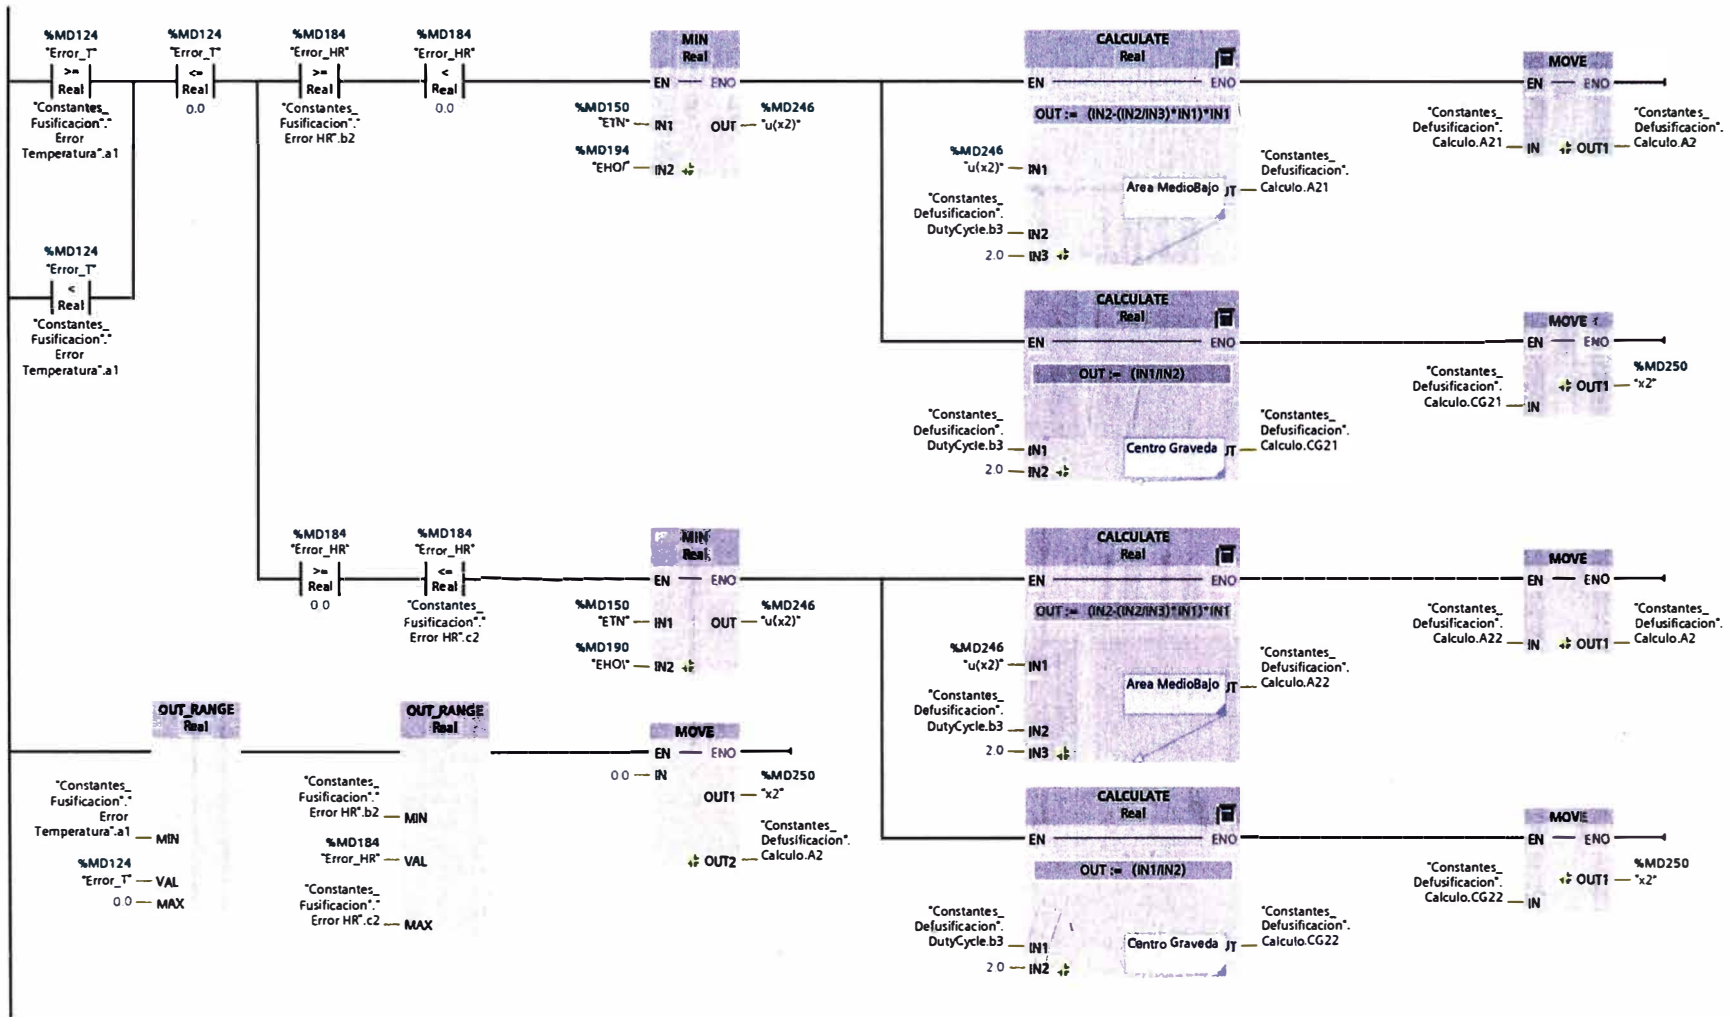 %MD124
"Error_T"
>=
Real
"Constantes_
Fusificacion"."
Error
Temperatura".a1
%MD124
"Error_T"
<=
Real
0.0
%MD184
"Error_HR"
>=
Real
"Constantes_
Fusificacion"."
Error HR".b2
%MD184
"Error_HR"
<
Real
0.0
MIN
Real
EN
ENO
%MD150
"ETN"
IN1
OUT
%MD246
"u(x2)"
%MD194
IN2
CALCULATE
Real
EN
ENO
OUT := (IN2-(IN2/IN3)*IN1)*IN1
%MD246
"u(x2)"
IN1
"Constantes_
Defusificacion".
DutyCycle.b3
IN2
2.0
IN3
Area MedioBajo
"Constantes_
Defusificacion".
Calculo.A21
MOVE
EN
ENO
"Constantes_
Defusificacion".
Calculo.A21
IN
OUT1
"Constantes_
Defusificacion".
Calculo.A2
%MD124
"Error_T"
<
Real
"Constantes_
Fusificacion"."
Error
Temperatura".a1
CALCULATE
Real
EN
ENO
OUT := (IN1/IN2)
"Constantes_
Defusificacion".
DutyCycle.b3
IN1
2.0
IN2
Centro Graveda
"Constantes_
Defusificacion".
Calculo.CG21
MOVE
EN
ENO
"Constantes_
Defusificacion".
Calculo.CG21
IN
OUT1
%MD250
"x2"
%MD184
"Error_HR"
>=
Real
0.0
%MD184
"Error_HR"
<=
Real
"Constantes_
Fusificacion"."
Error HR".c2
MIN
Real
EN
ENO
%MD150
"ETN"
IN1
OUT
%MD246
"u(x2)"
%MD190
IN2
CALCULATE
Real
EN
ENO
OUT := (IN2-(IN2/IN3)*IN1)*IN1
%MD246
"u(x2)"
IN1
"Constantes_
Defusificacion".
DutyCycle.b3
IN2
2.0
IN3
Area MedioBajo
"Constantes_
Defusificacion".
Calculo.A22
MOVE
EN
ENO
"Constantes_
Defusificacion".
Calculo.A22
IN
OUT1
"Constantes_
Defusificacion".
Calculo.A2
OUT_RANGE
Real
"Constantes_
Fusificacion"."
Error
Temperatura".a1
MIN
%MD124
"Error_T"
VAL
0.0
MAX
OUT_RANGE
Real
"Constantes_
Fusificacion"."
Error HR".b2
MIN
%MD184
"Error_HR"
VAL
"Constantes_
Fusificacion"."
Error HR".c2
MAX
MOVE
EN
ENO
0.0
IN
OUT1
%MD250
"x2"
OUT2
"Constantes_
Defusificacion".
Calculo.A2
CALCULATE
Real
EN
ENO
OUT := (IN1/IN2)
"Constantes_
Defusificacion".
DutyCycle.b3
IN1
2.0
IN2
Centro Graveda
"Constantes_
Defusificacion".
Calculo.CG22
MOVE
EN
ENO
"Constantes_
Defusificacion".
Calculo.CG22
IN
OUT1
%MD250
"x2"